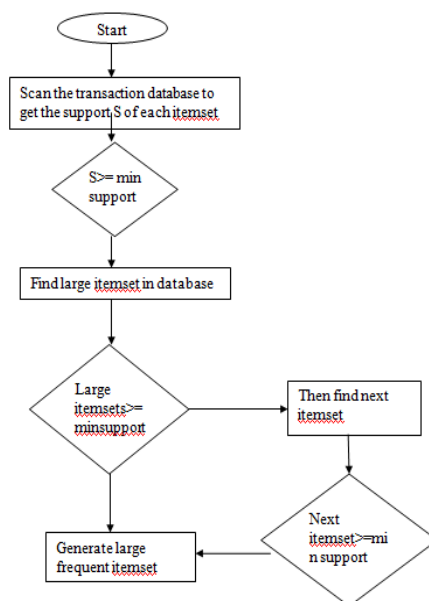 Start
Scan the transaction database to
get the support S of each itemset
S>= min
support
Find large itemset in database
Large
itemsets>=
minsupport
Then find next
itemset
Next
itemset>=mi
n support
Generate large
frequent itemset